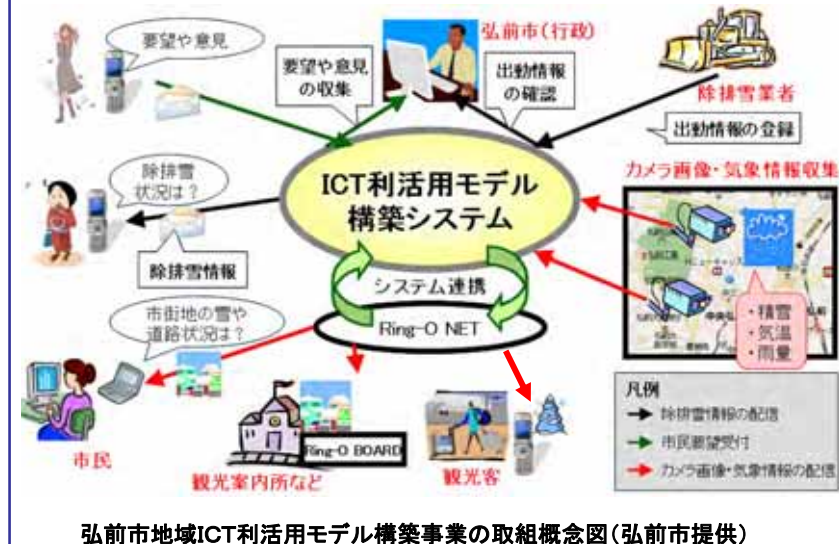 要望や意見
弘前市(行政)
要望や意見
の収集
出動情報
の確認
除排雪業者
出動情報の登録
除排雪
状況は?
ICT利活用モデル
構築システム
カメラ画像・気象情報収集
除排雪情報
システム連携
市街地の雪や
道路状況は?
Ring-O NET
・積雪
・気温
・雨量
市民
Ring-O BOARD
観光案内所など
観光客
凡例
除排雪情報の配信
市民要望受付
カメラ画像・気象情報の配信
弘前市地域ICT利活用モデル構築事業の取組概念図(弘前市提供)